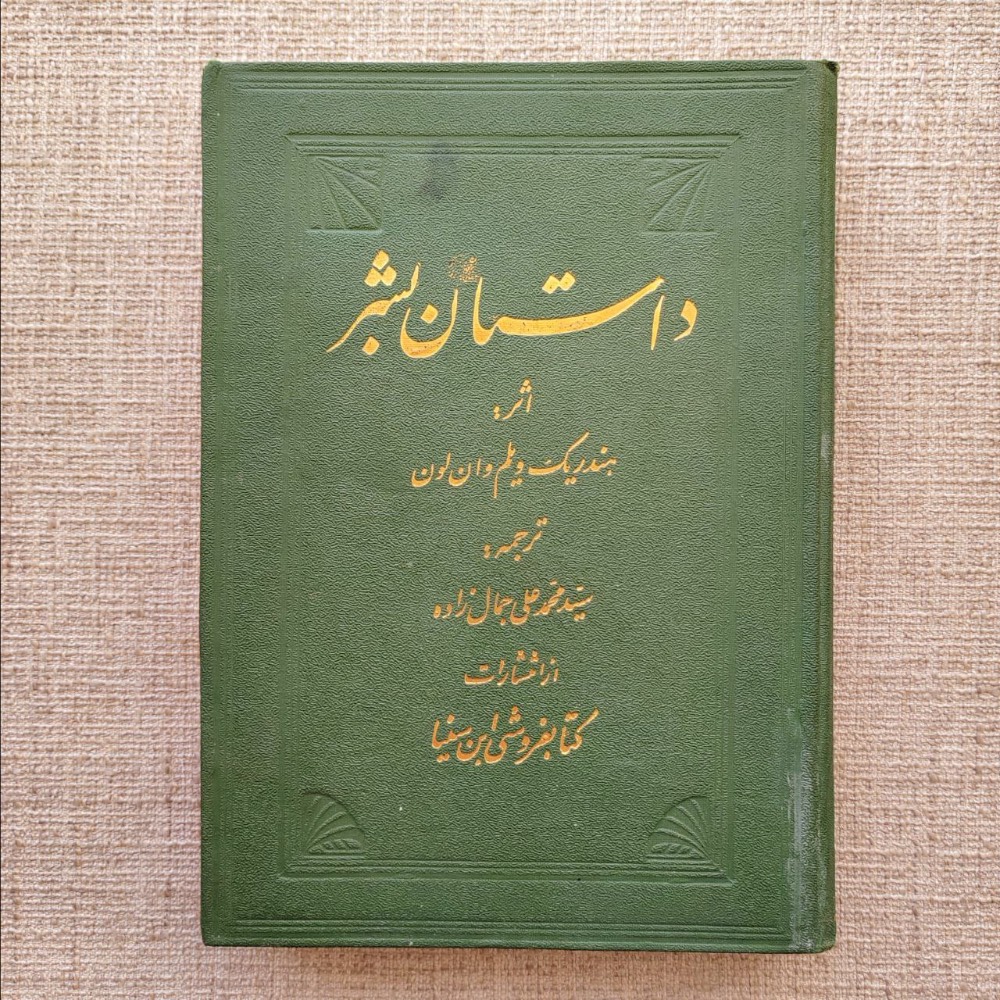 داستان بشر
اثر:
هندریک ویلم وان لون
ترجمه:
سید محمد علی جمال زاده
از انتشارات
کتابفروشی ابن سینا